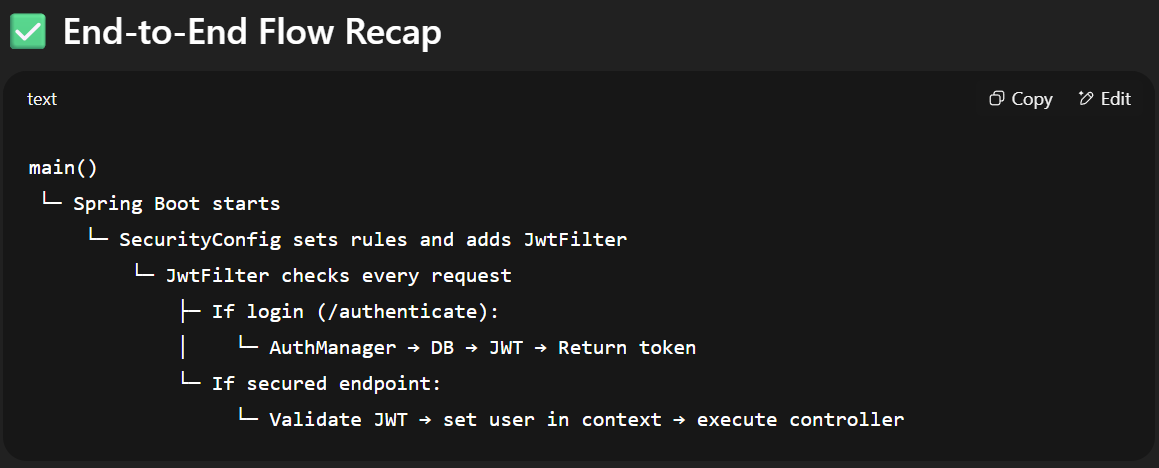 ✅ End-to-End Flow Recap
text Copy Edit
main()
└─ Spring Boot starts
└─ SecurityConfig sets rules and adds JwtFilter
└─ JwtFilter checks every request
├─ If login (/authenticate):
│ └─ AuthManager → DB → JWT → Return token
└─ If secured endpoint:
└─ Validate JWT → set user in context → execute controller